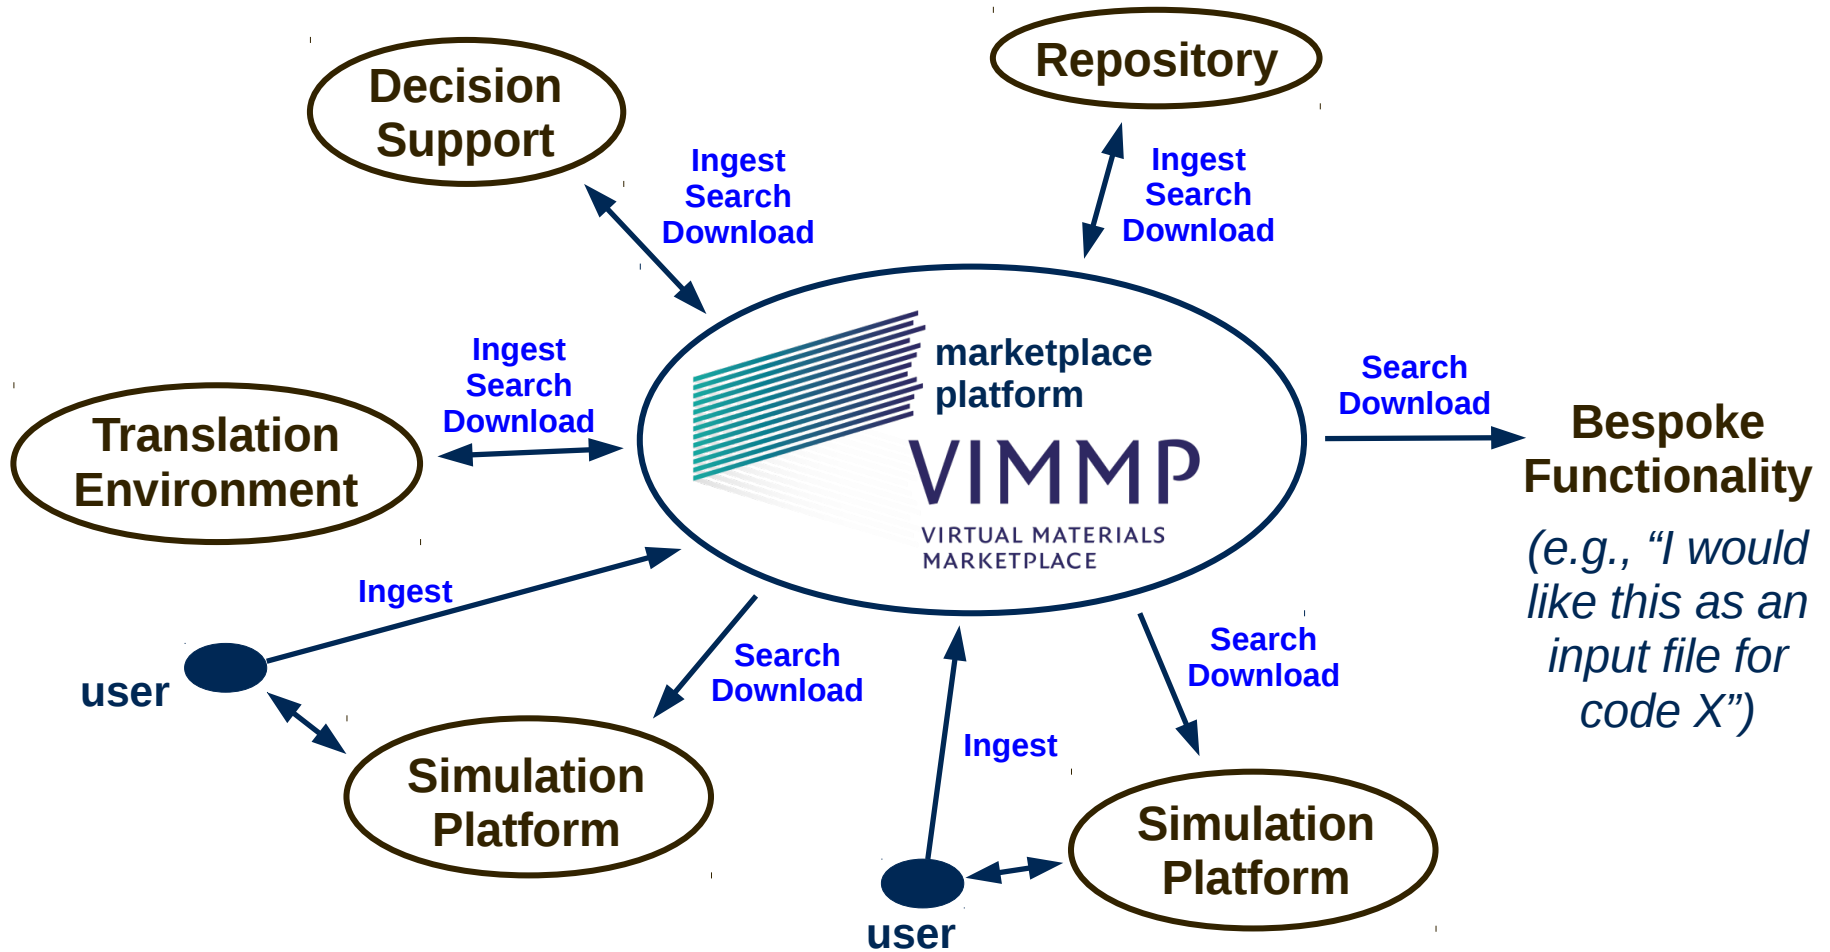 Decision
Support
Repository
Ingest
Search
Download
Ingest
Search
Download
marketplace
platform
VIMMP
VIRTUAL MATERIALS
MARKETPLACE
Ingest
Search
Download
Translation
Environment
Search
Download
Bespoke
Functionality
(e.g., “I would
like this as an
input file for
code X”)
Ingest
user
Search
Download
Simulation
Platform
Search
Download
Ingest
user
Simulation
Platform